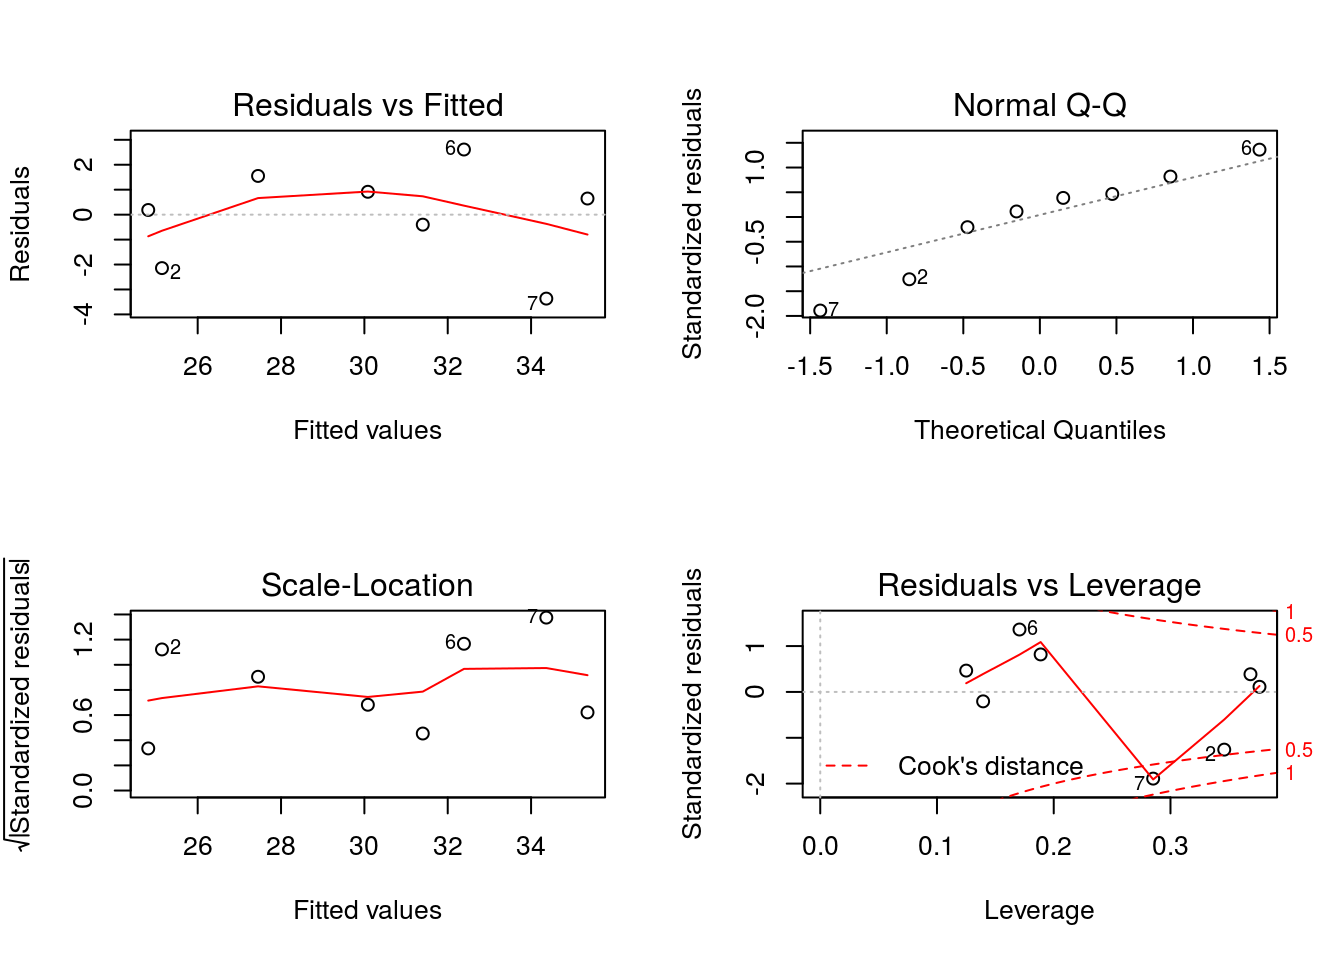 Residuals vs Fitted
Residuals
2
0
-2
-4
6
2
7
26 28 30 32 34
Fitted values
Normal Q-Q
Standardized residuals
1.0
-0.5
-2.0
6
2
7
-1.5 -1.0 -0.5 0.0 0.5 1.0 1.5
Theoretical Quantiles
Scale-Location
√|Standardized residuals|
1.2
0.6
0.0
7
6
2
26 28 30 32 34
Fitted values
Residuals vs Leverage
Standardized residuals
1
0
-2
6
2
7
Cook's distance
1
0.5
0.5
1
0.0 0.1 0.2 0.3
Leverage